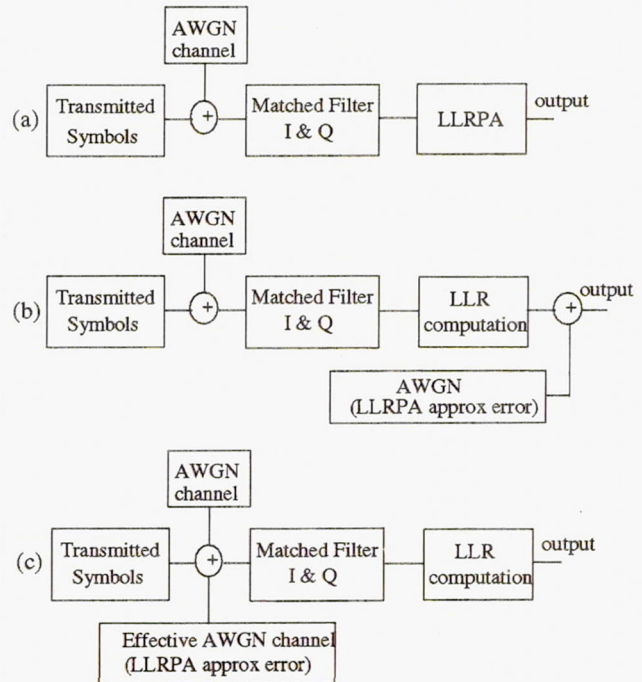 AWGN
channel
(a)
Transmitted
Symbols
+
Matched Filter
I & Q
LLRPA
output
AWGN
channel
(b)
Transmitted
Symbols
+
Matched Filter
I & Q
LLR
computation
+
output
AWGN
(LLRPA approx error)
AWGN
channel
(c)
Transmitted
Symbols
+
Matched Filter
I & Q
LLR
computation
output
Effective AWGN channel
(LLRPA approx error)